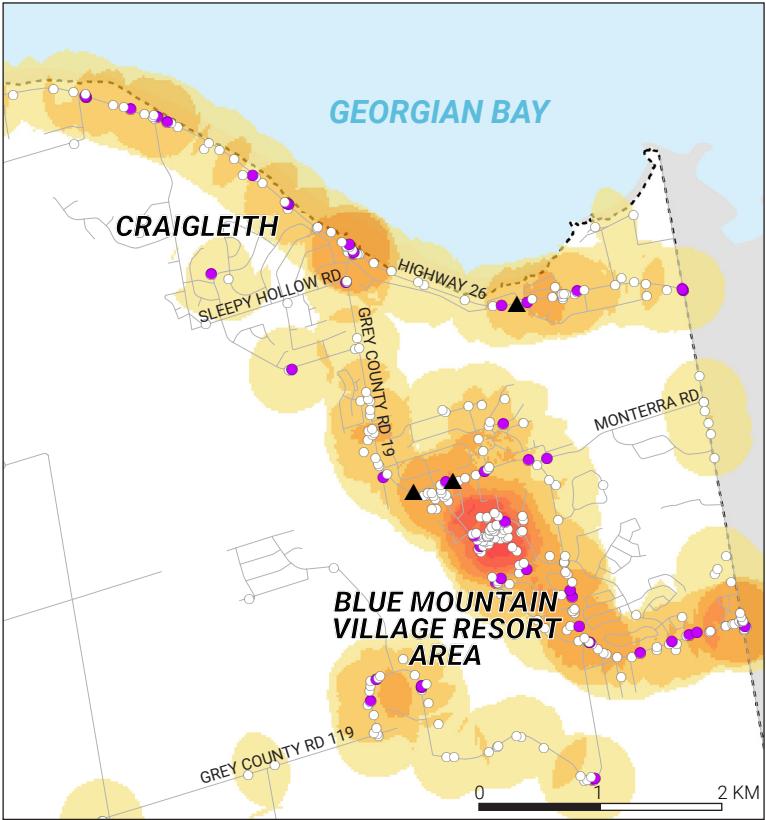 GEORGIAN BAY
CRAIGLEITH
HIGHWAY 26
SLEEPY HOLLOW RD
GREY COUNTY RD 19
MONTERRA RD
BLUE MOUNTAIN
VILLAGE RESORT
AREA
GREY COUNTY RD 119
0 1 2 KM